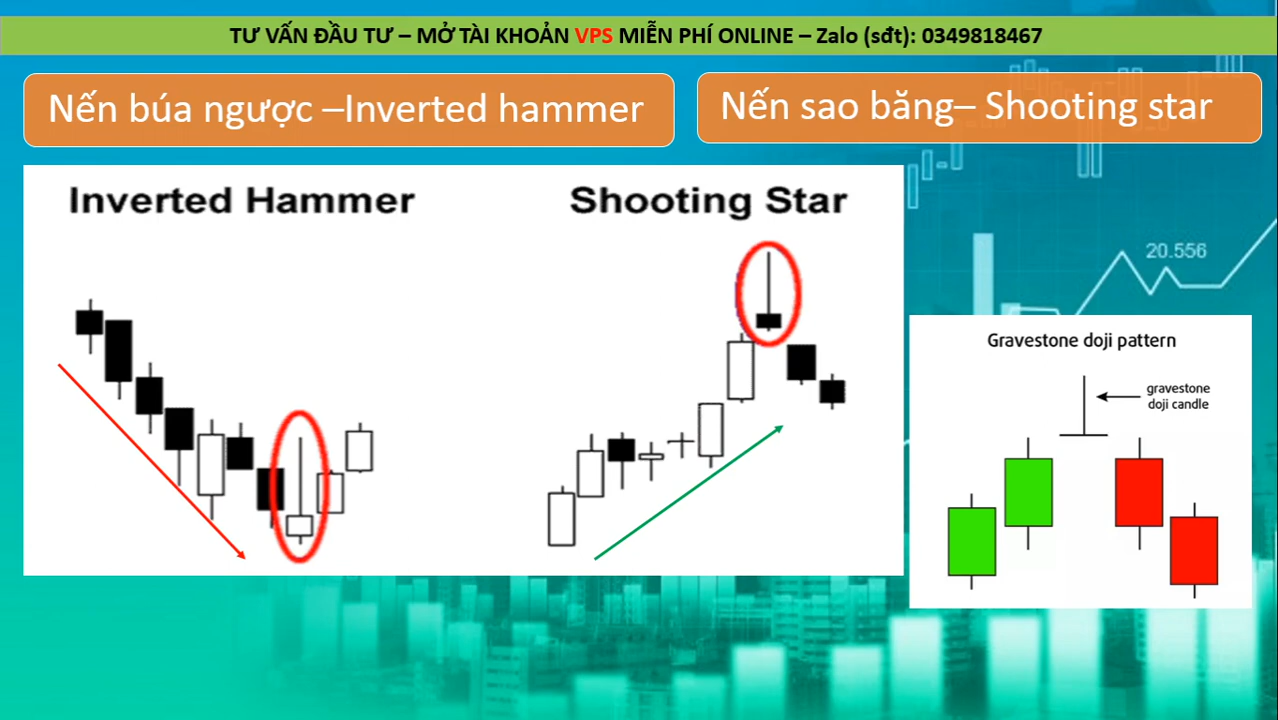 TƯ VẤN ĐẦU TƯ – MỞ TÀI KHOẢN VPS MIỄN PHÍ ONLINE – Zalo (sđt): 0349818467
Nến búa ngược –Inverted hammer
Nến sao băng– Shooting star
Inverted Hammer
Shooting Star
20.556
Gravestone doji pattern
gravestone
doji candle